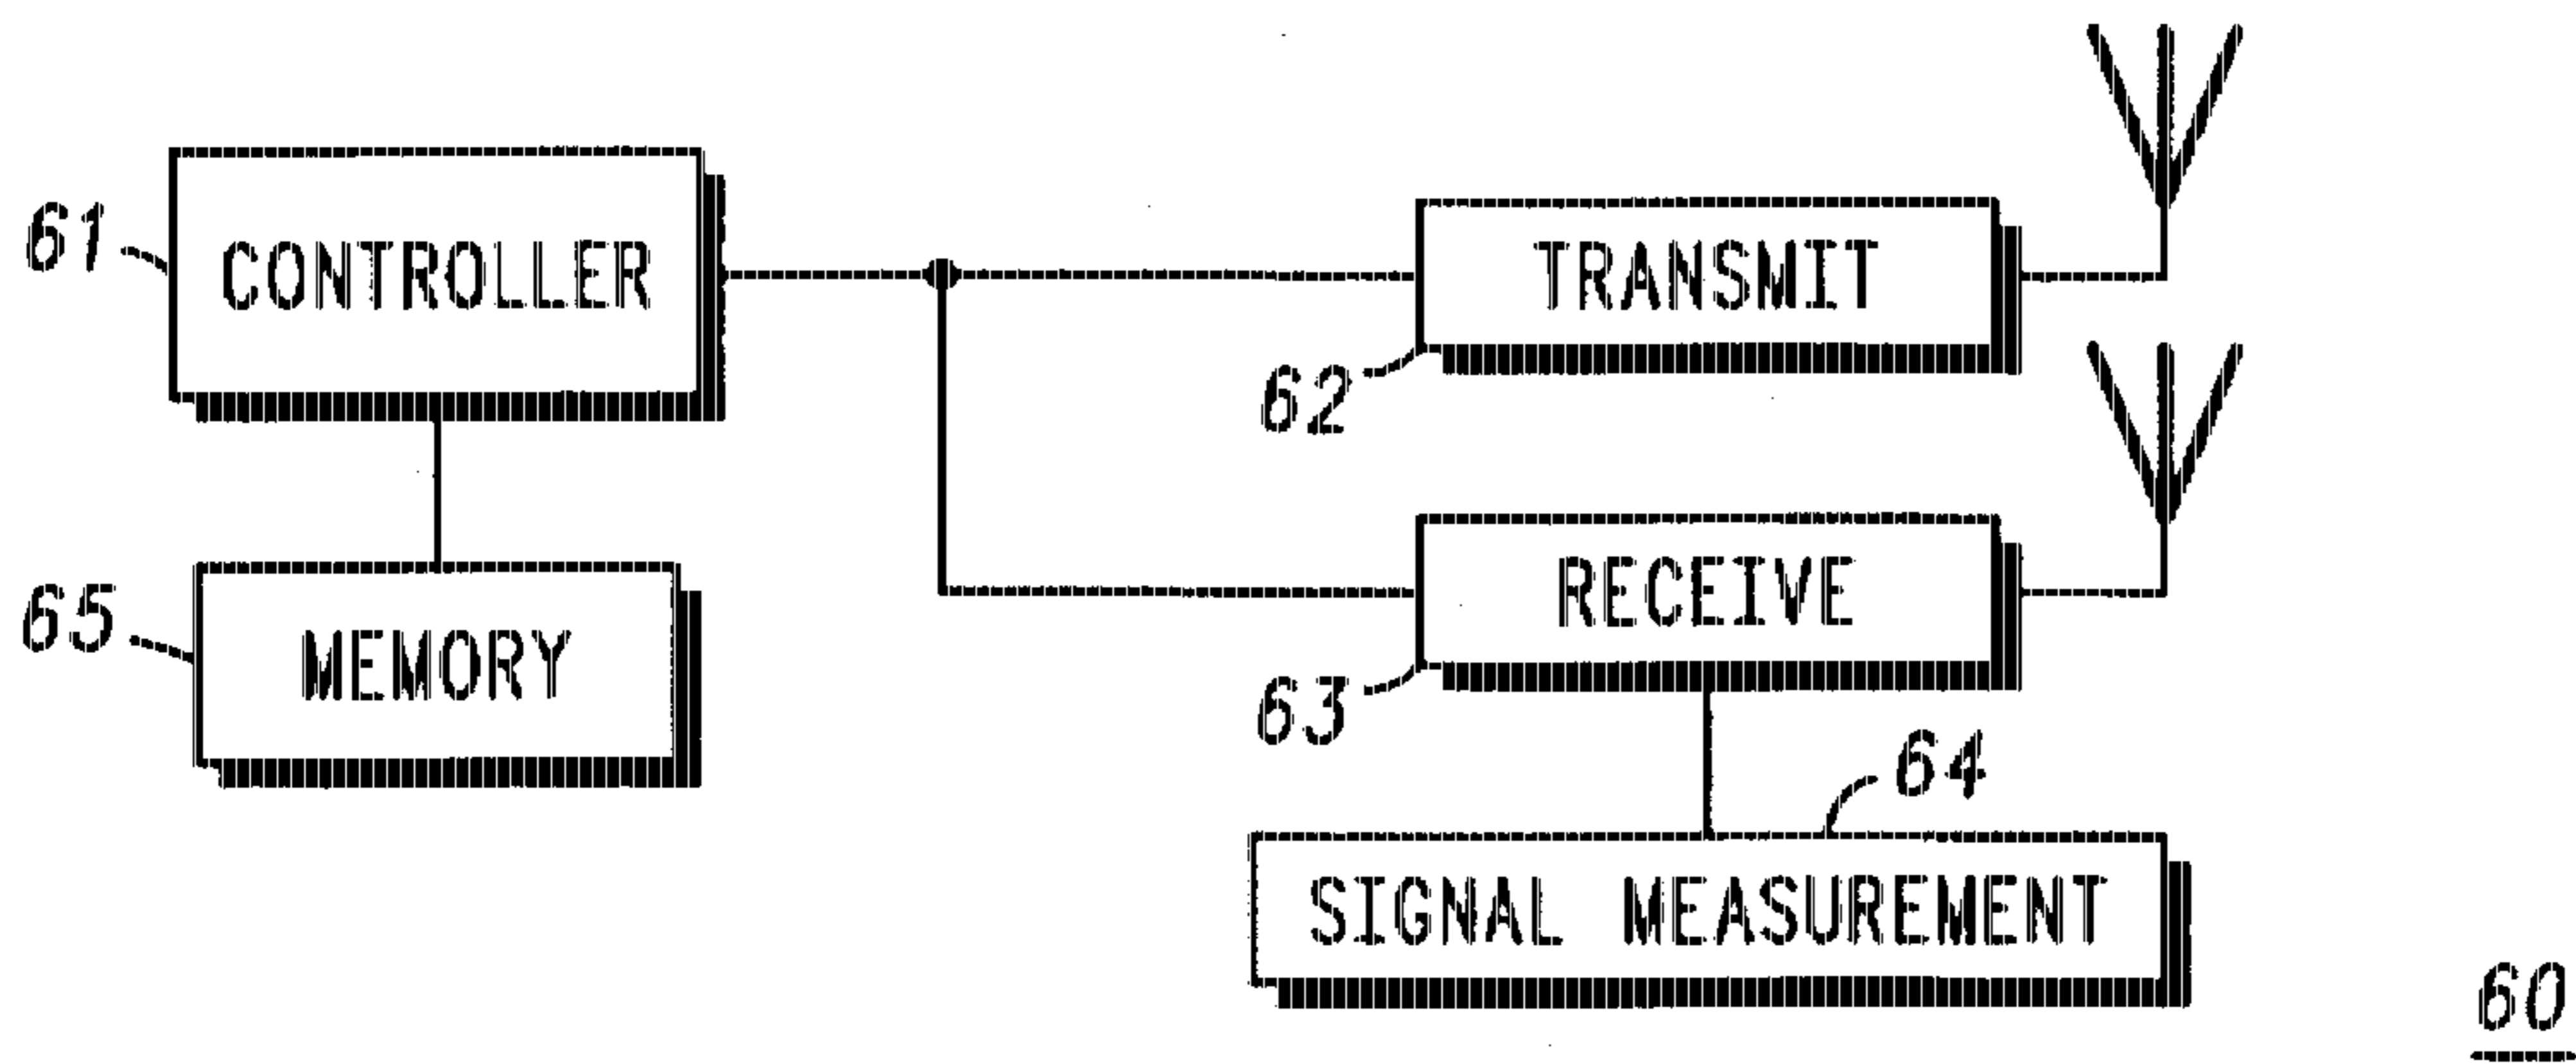 61
CONTROLLER
TRANSMIT
62
65
MEMORY
RECEIVE
63
64
SIGNAL MEASUREMENT
60